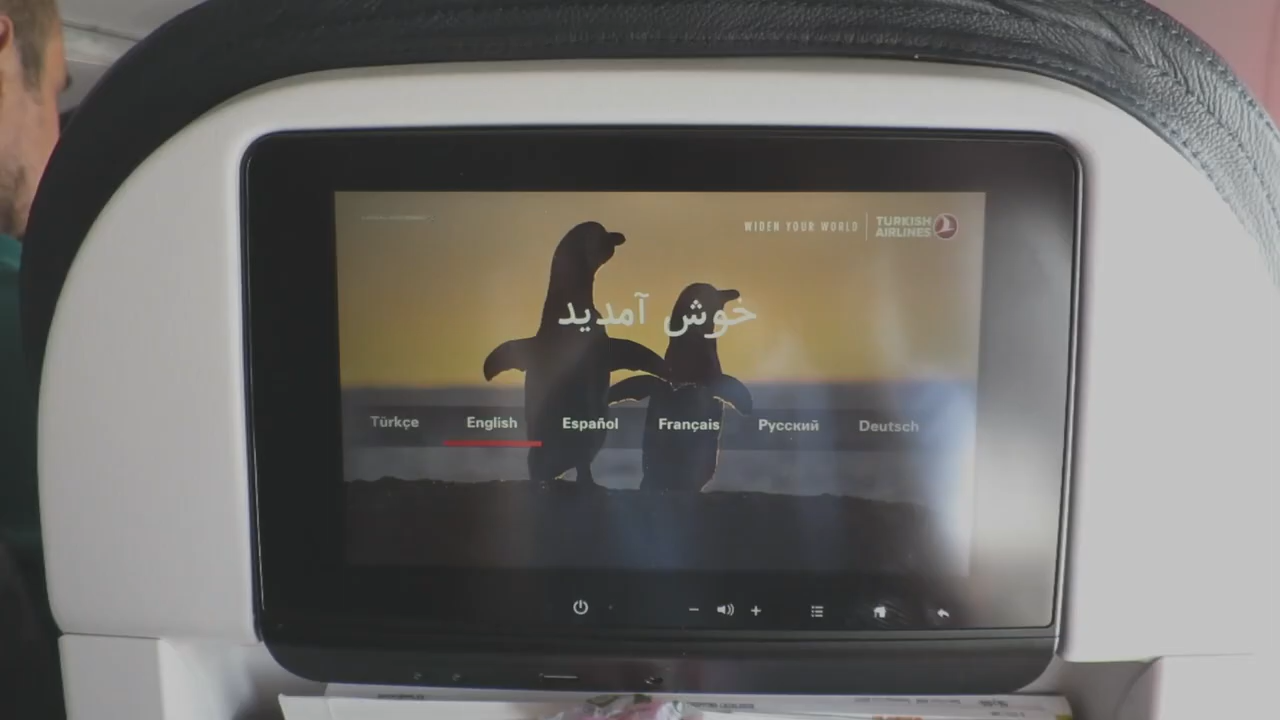 WIDEN YOUR WORLD
TURKISH
AIRLINES
خوش آمدید
Türkçe English Español Français Русский Deutsch